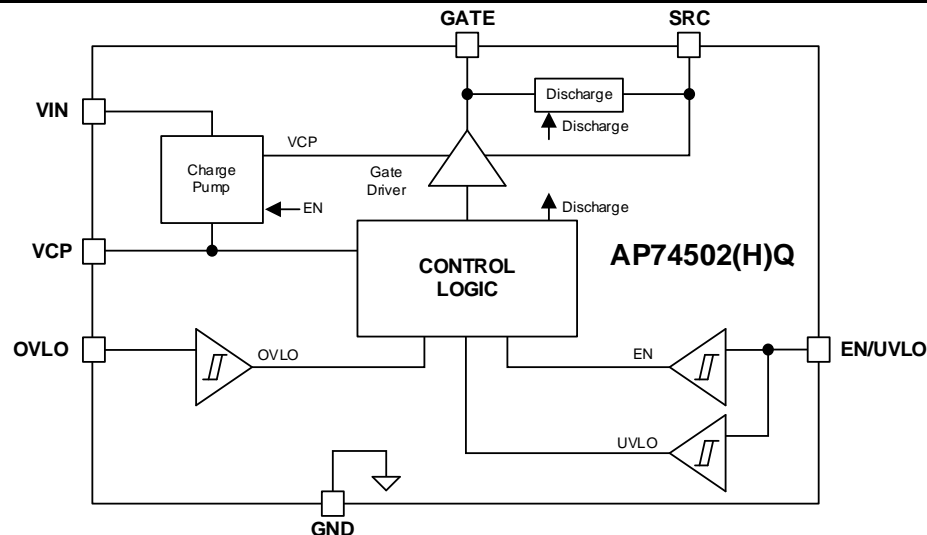 GATE
SRC
VIN
Discharge
Discharge
VCP
Charge
Pump
Gate
Driver
EN
Discharge
VCP
CONTROL
LOGIC
AP74502(H)Q
OVLO
OVLO
EN
EN/UVLO
UVLO
GND